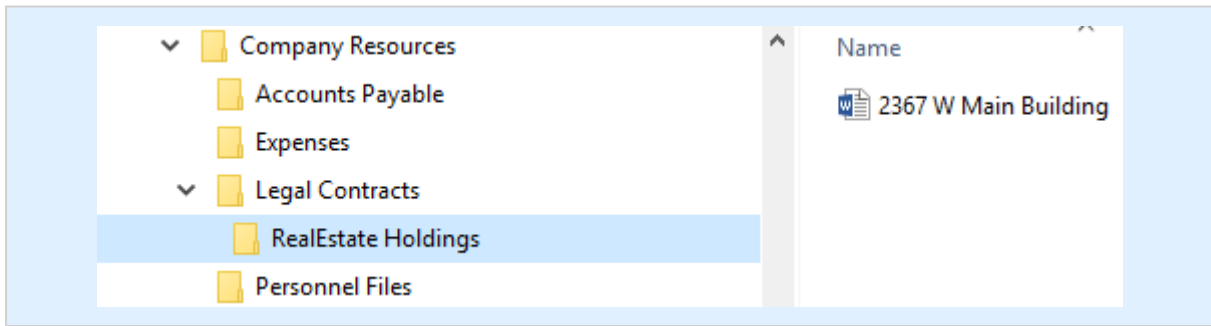 Company Resources
Accounts Payable
Expenses
Legal Contracts
RealEstate Holdings
Personnel Files
Name
2367 W Main Building